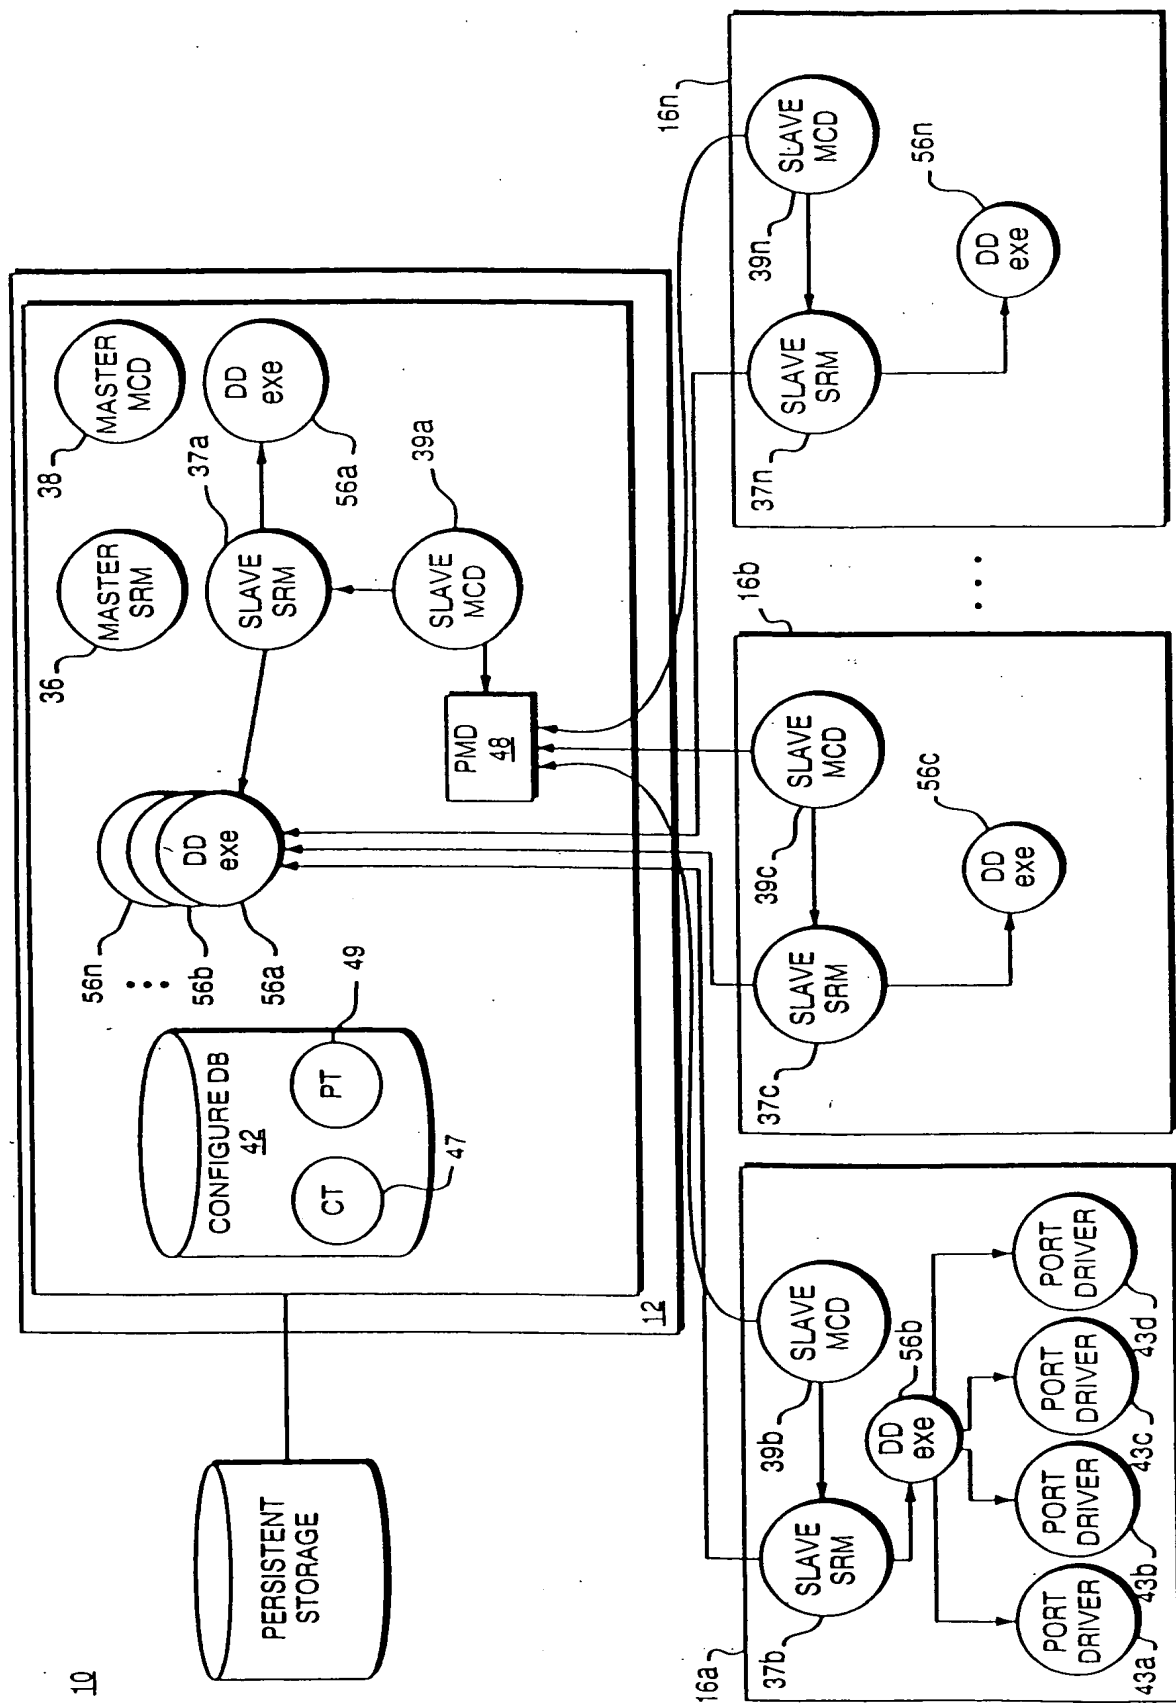 10
PERSISTENT
STORAGE
12
CONFIGURE DB
42
CT
PT
47
49
56n
56b
56a
DD
exe
36
MASTER
SRM
38
MASTER
MCD
37a
SLAVE
SRM
DD
exe
56a
39a
SLAVE
MCD
PMD
48
16a
37b
SLAVE
SRM
39b
SLAVE
MCD
56b
DD
exe
PORT
DRIVER
43a
PORT
DRIVER
43b
PORT
DRIVER
43c
PORT
DRIVER
43d
16b
37c
SLAVE
SRM
39c
SLAVE
MCD
56c
DD
exe
16n
37n
SLAVE
SRM
39n
SLAVE
MCD
56n
DD
exe